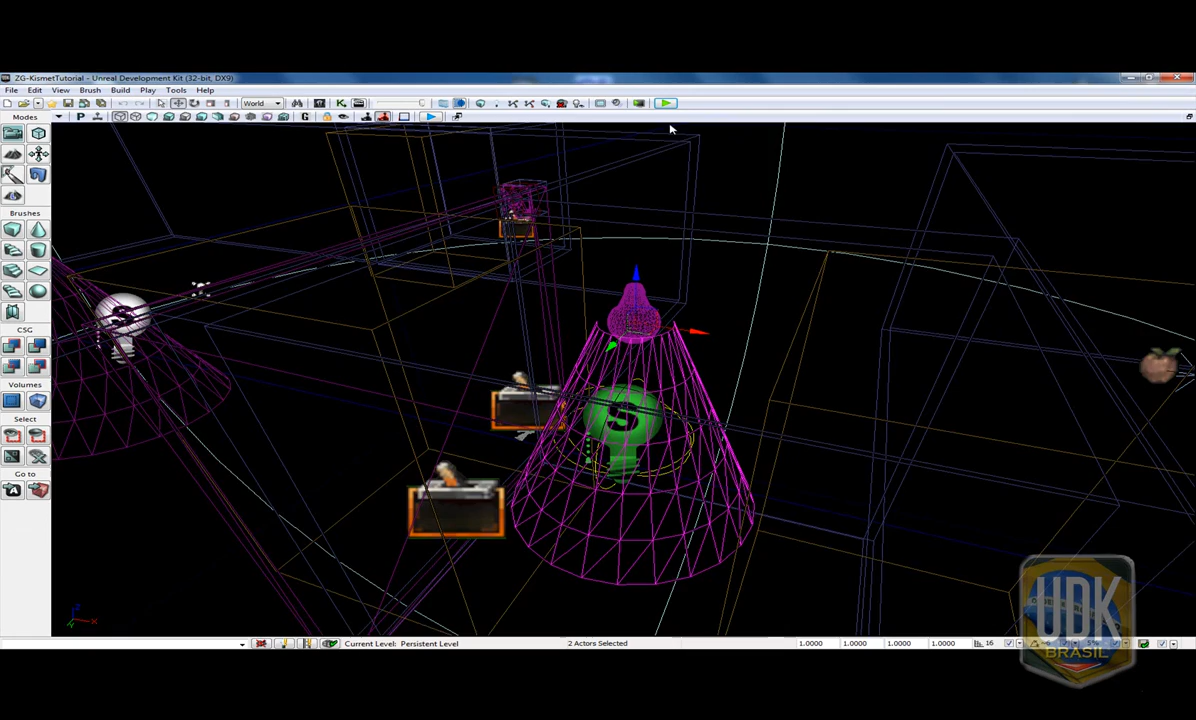 ZG-KismetTutorial - Unreal Development Kit (32-bit, DX9)
File Edit View Brush Build Play Tools Help
World
Modes
Brushes
CSG
Volumes
Select
Go to
Current Level: Persistent Level
2 Actors Selected
1.0000 1.0000 1.0000 1.0000 16
UDK
BRASIL